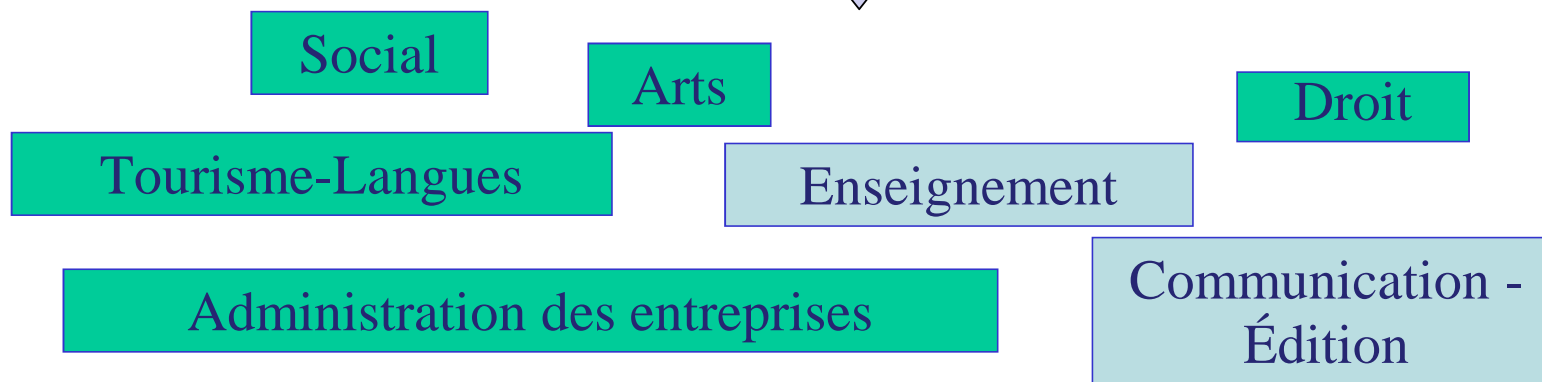 Social
Arts
Droit
Tourisme-Langues
Enseignement
Communication -
Édition
Administration des entreprises